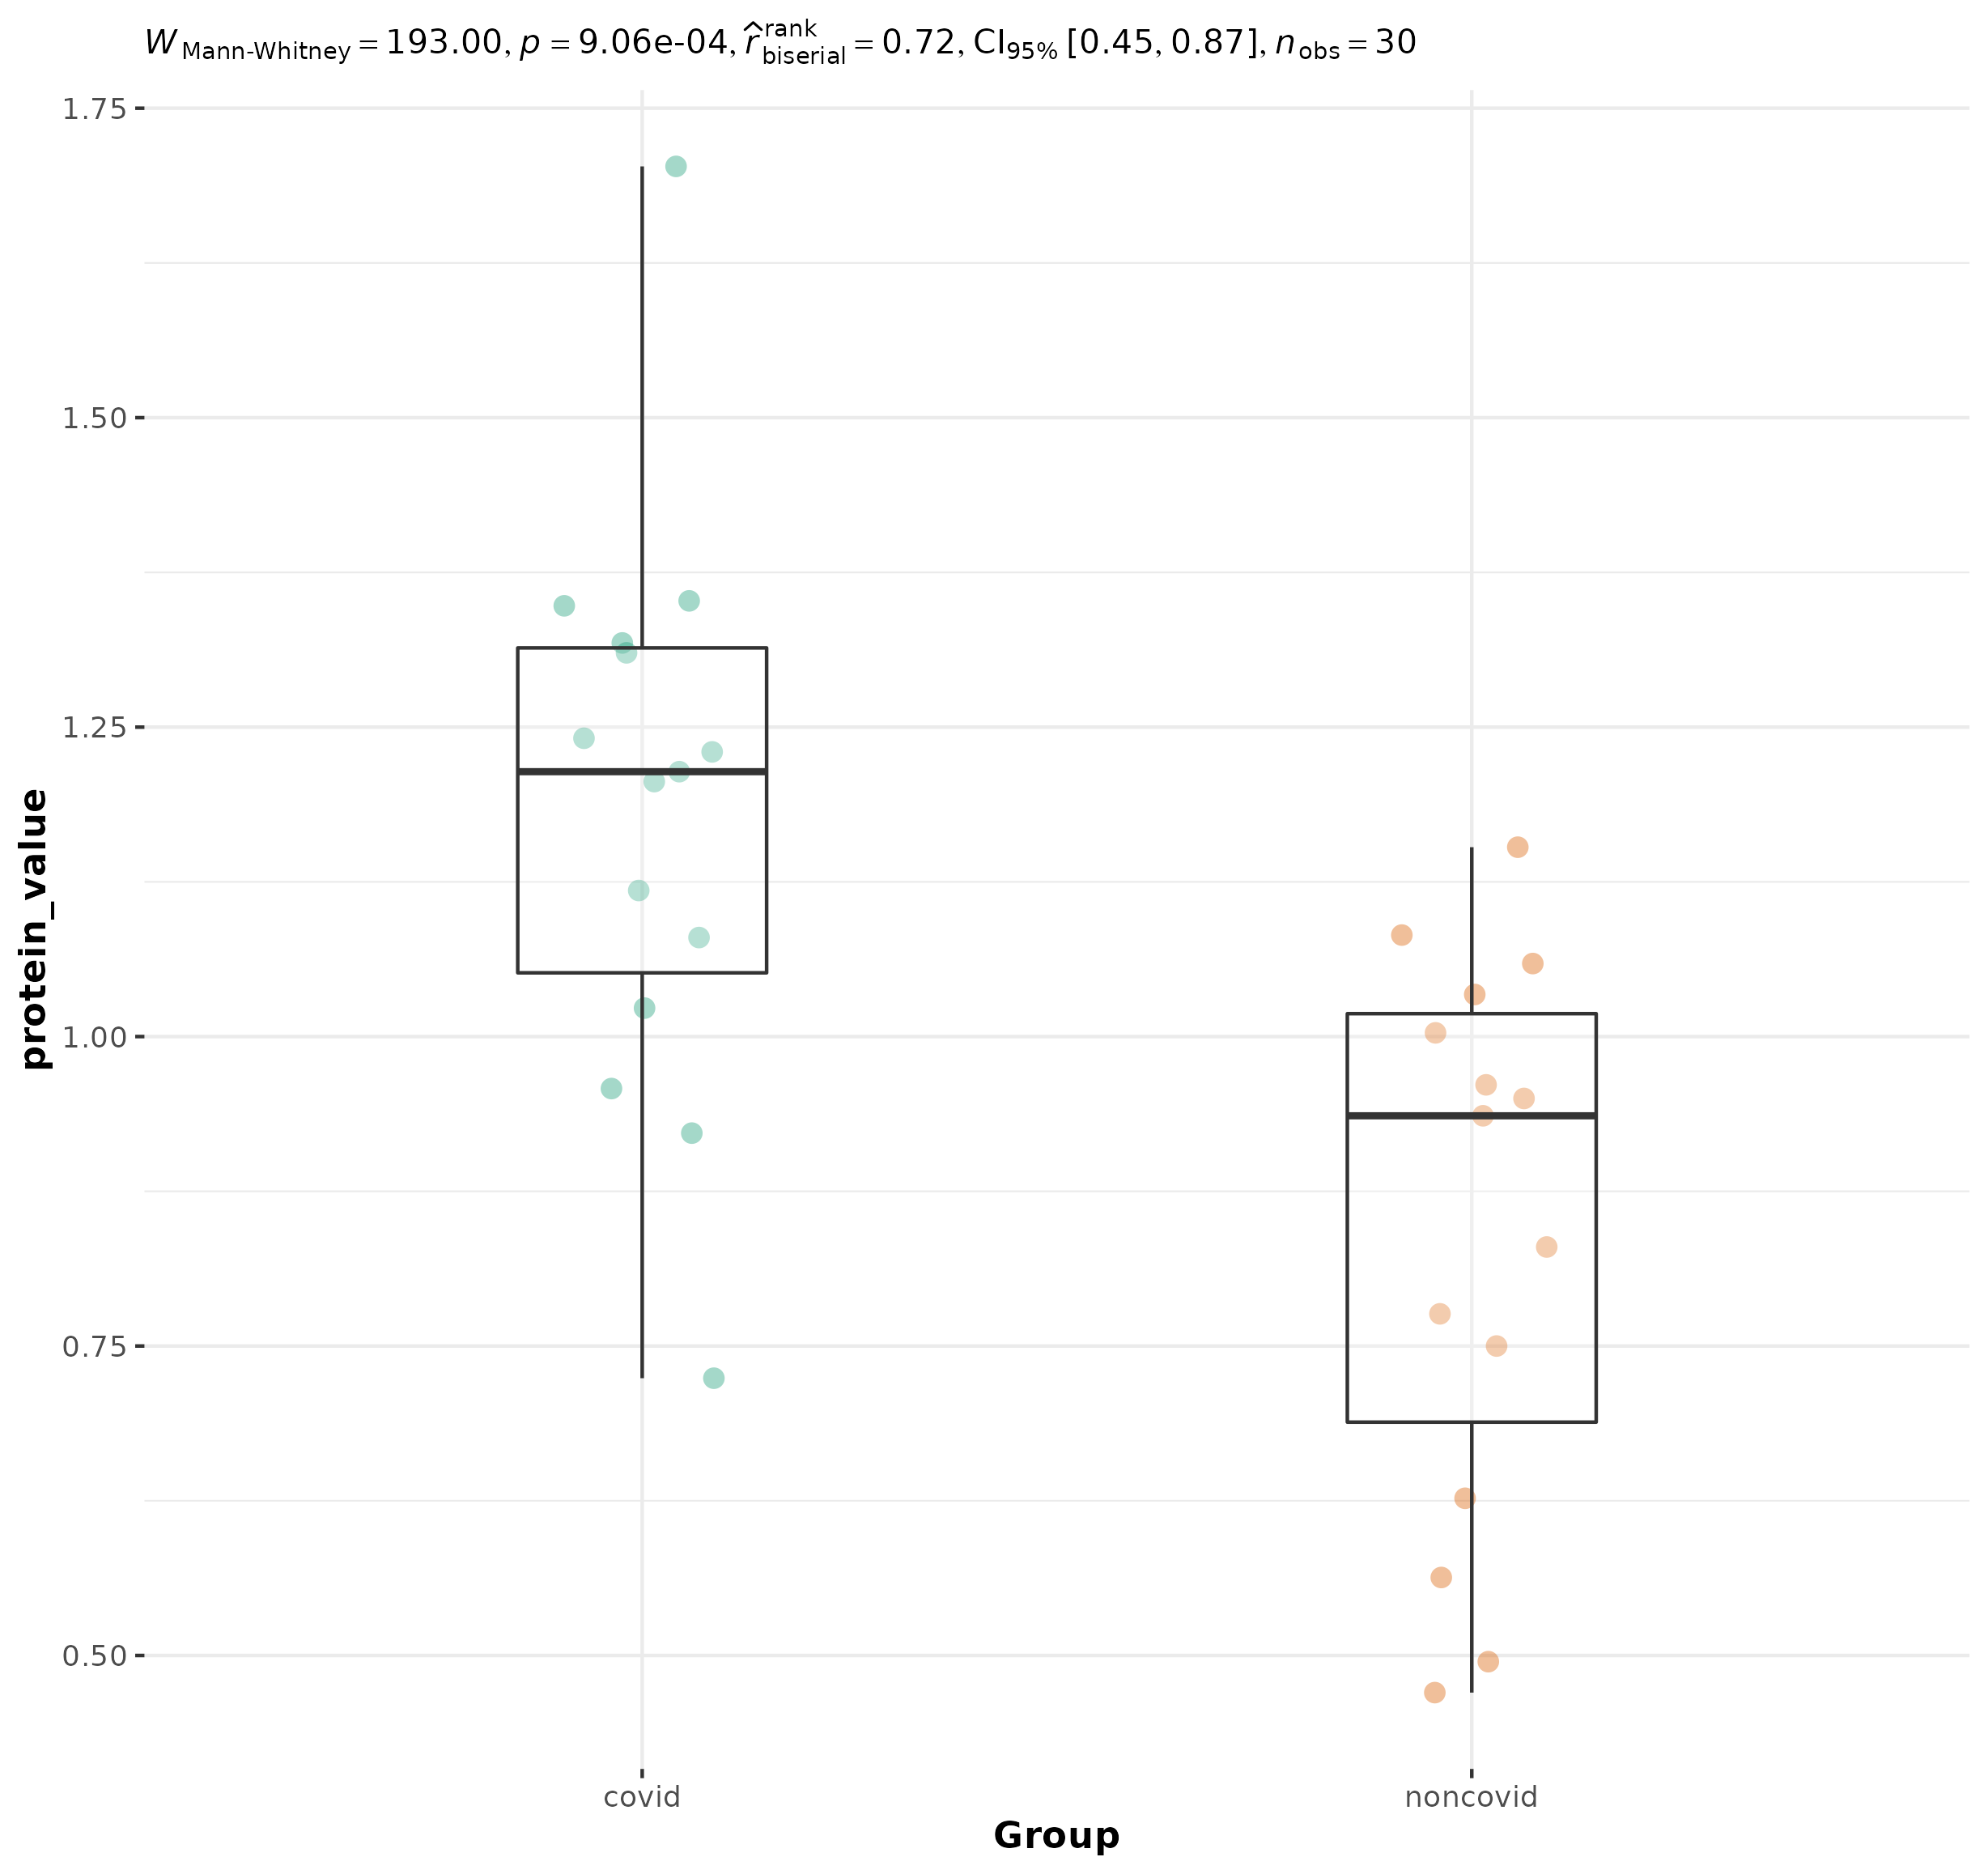 W Mann-Whitney = 193.00, p = 9.06e-04, r̂ rank biserial = 0.72, CI95% [0.45, 0.87], nobs = 30
1.75
1.50
1.25
1.00
0.75
0.50
protein_value
covid
noncovid
Group